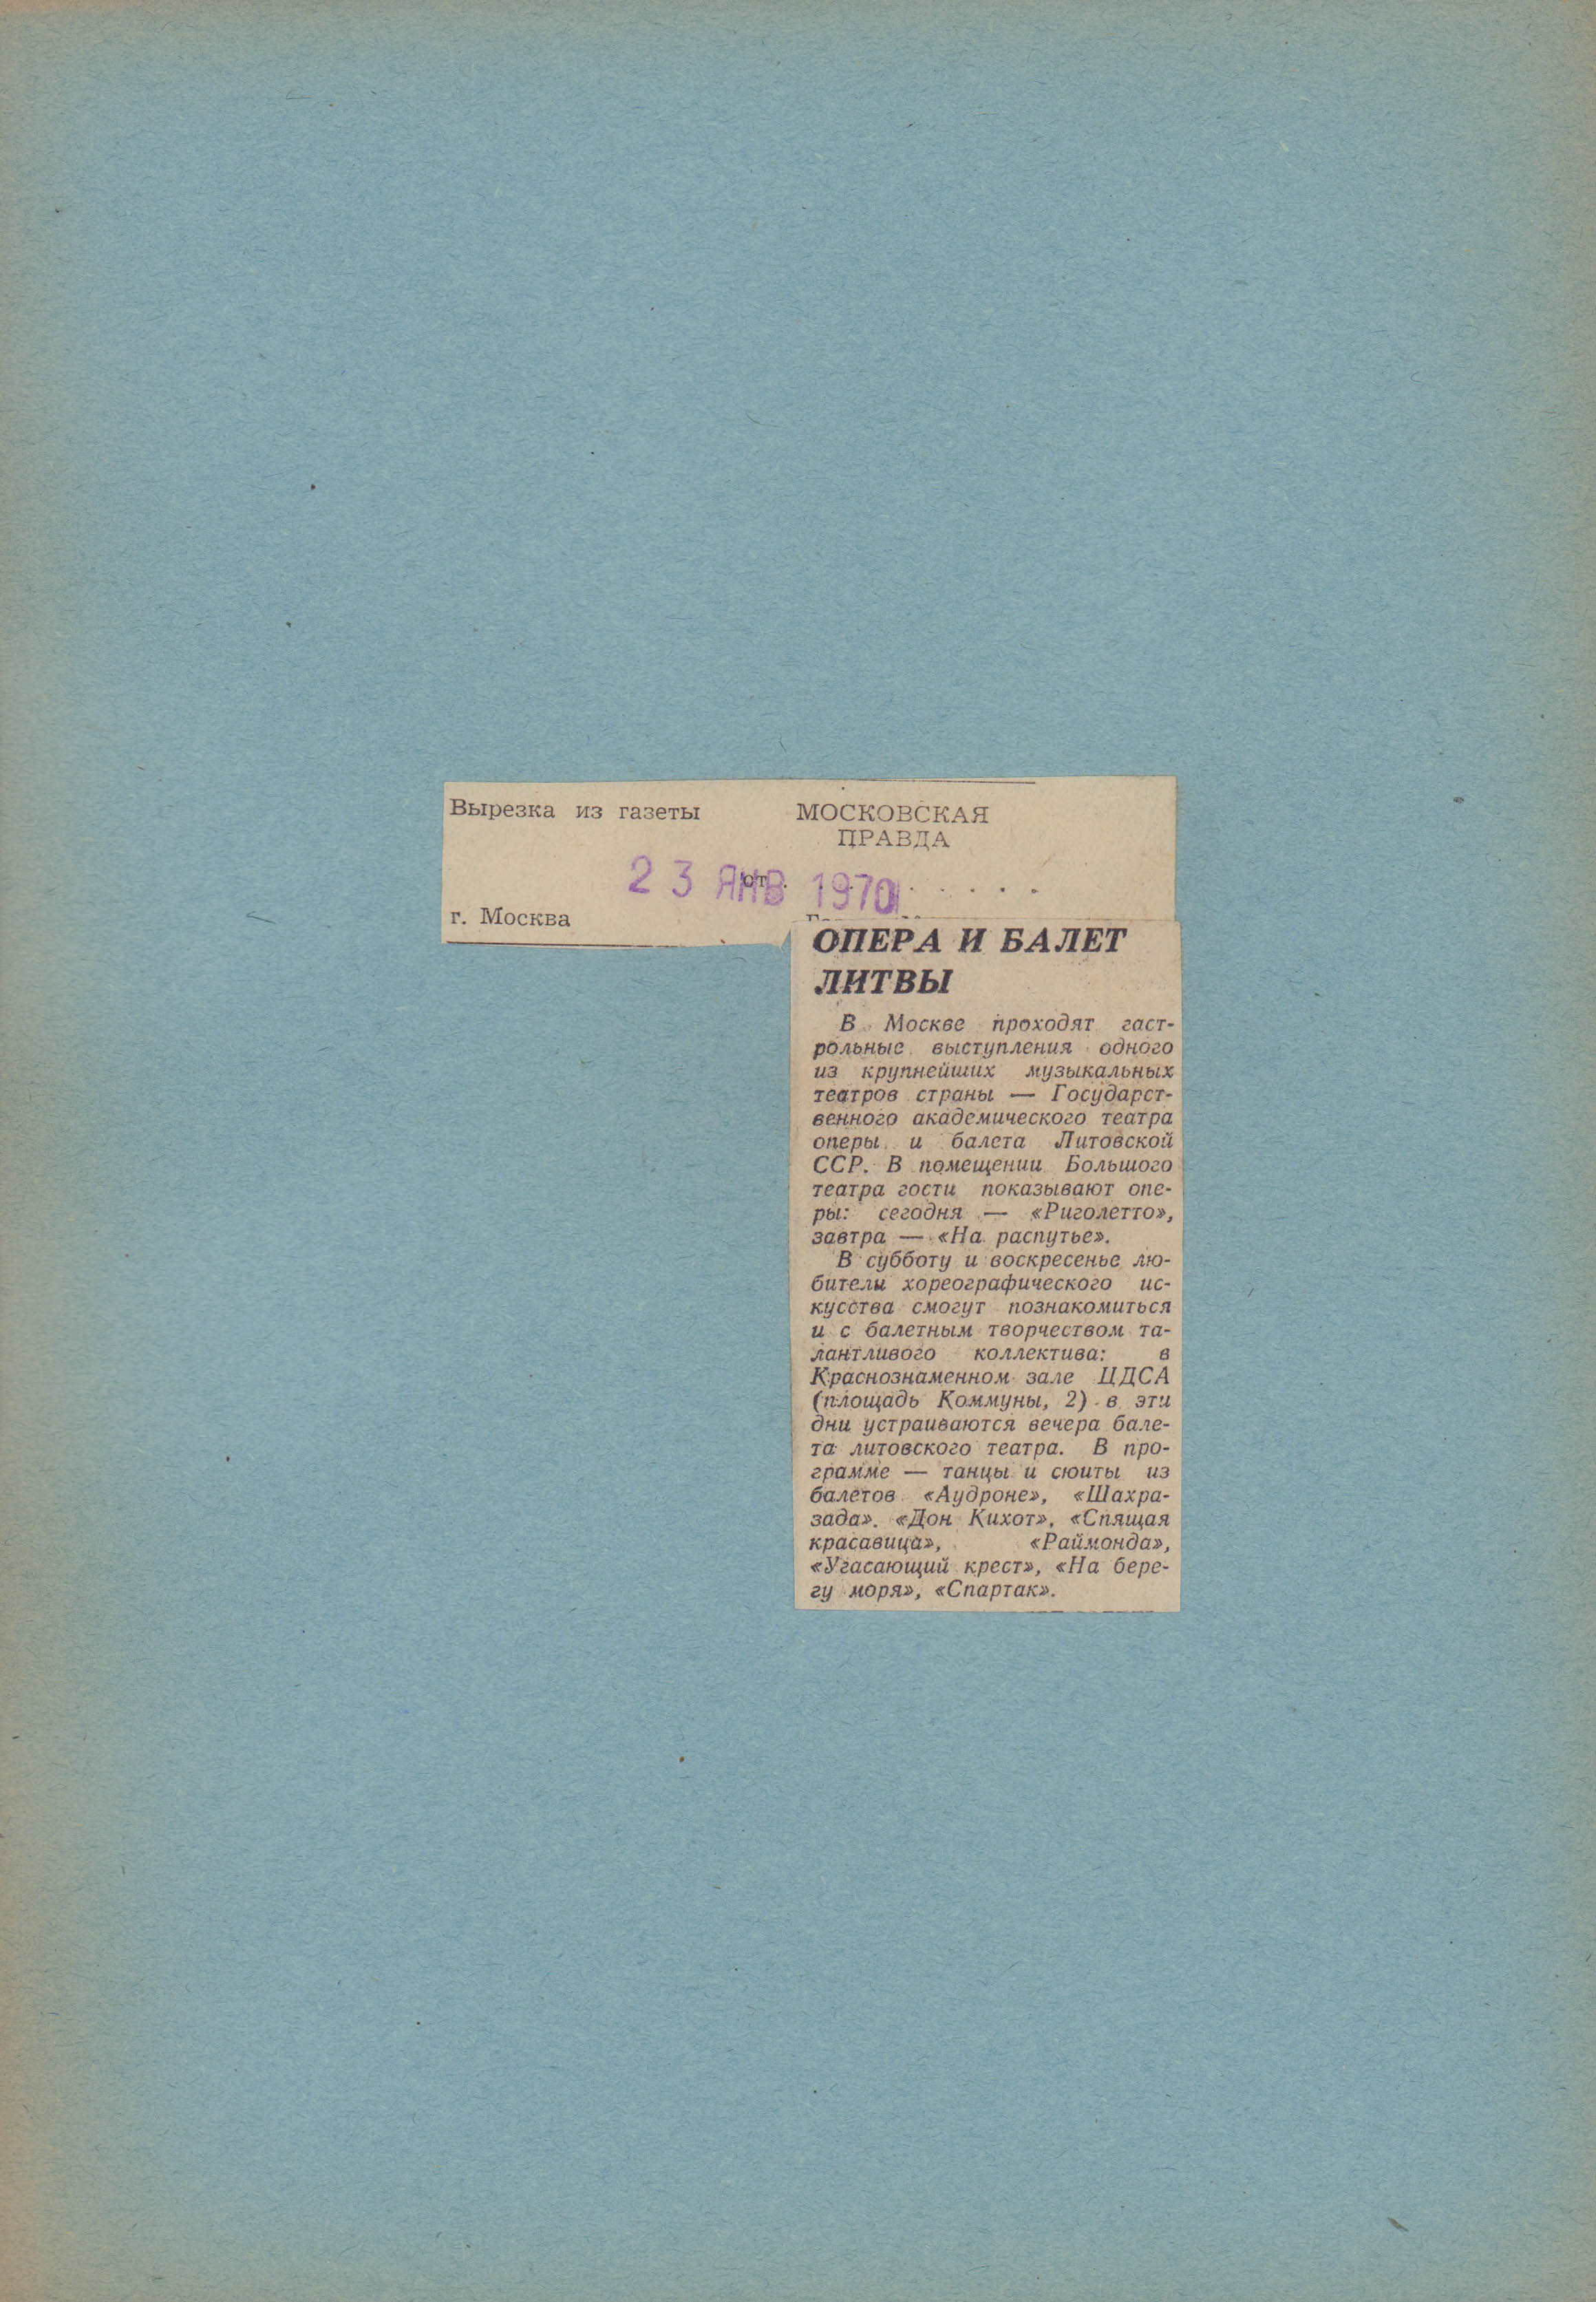 Вырезка из газеты
МОСКОВСКАЯ
ПРАВДА
23 ЯНВ 1970
от
г. Москва
ОПЕРА И БАЛЕТ
ЛИТВЫ
В Москве проходят гаст-
рольные выступления одного
из крупнейших музыкальных
театров страны — Государст-
венного академического театра
оперы и балета Литовской
ССР. В помещении Большого
театра гости показывают опе-
ры: сегодня — «Риголетто»,
завтра — «На распутье».
В субботу и воскресенье лю-
бители хореографического ис-
кусства смогут познакомиться
и с балетным творчеством та-
лантливого коллектива: в
Краснознаменном зале ЦДСА
(площадь Коммуны, 2) в эти
дни устраиваются вечера бале-
та литовского театра. В про-
грамме — танцы и сюиты из
балетов «Аудроне», «Шахра-
зада», «Дон Кихот», «Спящая
красавица», «Раймонда»,
«Угасающий крест», «На бере-
гу моря», «Спартак».